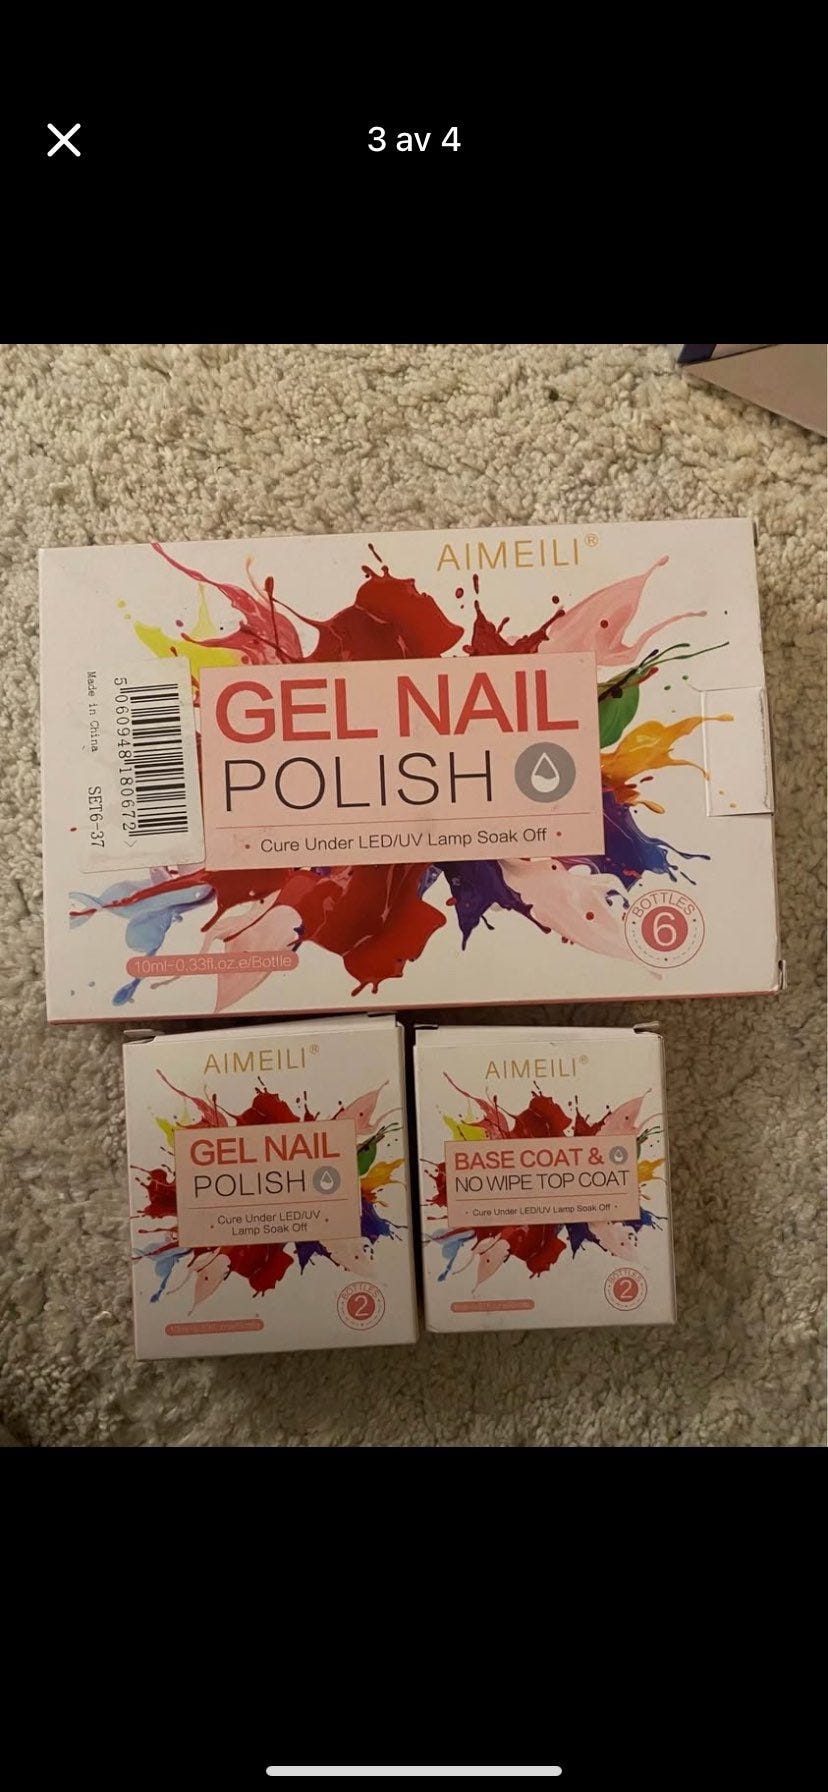 3 av 4
AIMEILI®
GEL NAIL
POLISH
• Cure Under LED/UV Lamp Soak Off •
BOTTLES
6
10ml-0.33fl.oz.e/Bottle
5 060948 180672 >
Made in China
SET6-37
AIMEILI®
GEL NAIL
POLISH
• Cure Under LED/UV •
Lamp Soak Off
BOTTLES
2
AIMEILI®
BASE COAT &
NO WIPE TOP COAT
• Cure Under LED/UV Lamp Soak Off •
BOTTLES
2